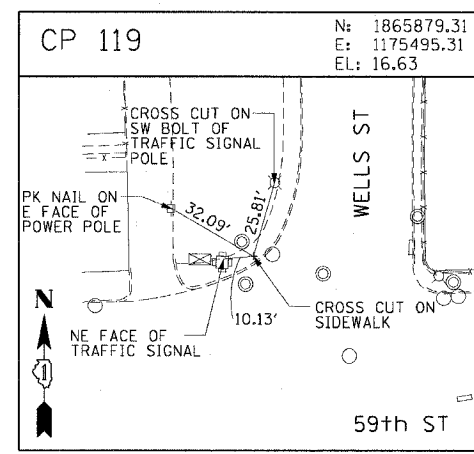 CP 119
N: 1865879.31
E: 1175495.31
EL: 16.63
CROSS CUT ON
SW BOLT OF
TRAFFIC SIGNAL
POLE
WELLS ST
PK NAIL ON
E FACE OF
POWER POLE
32.09'
25.81'
N
1
10.13'
CROSS CUT ON
SIDEWALK
NE FACE OF
TRAFFIC SIGNAL
59th ST